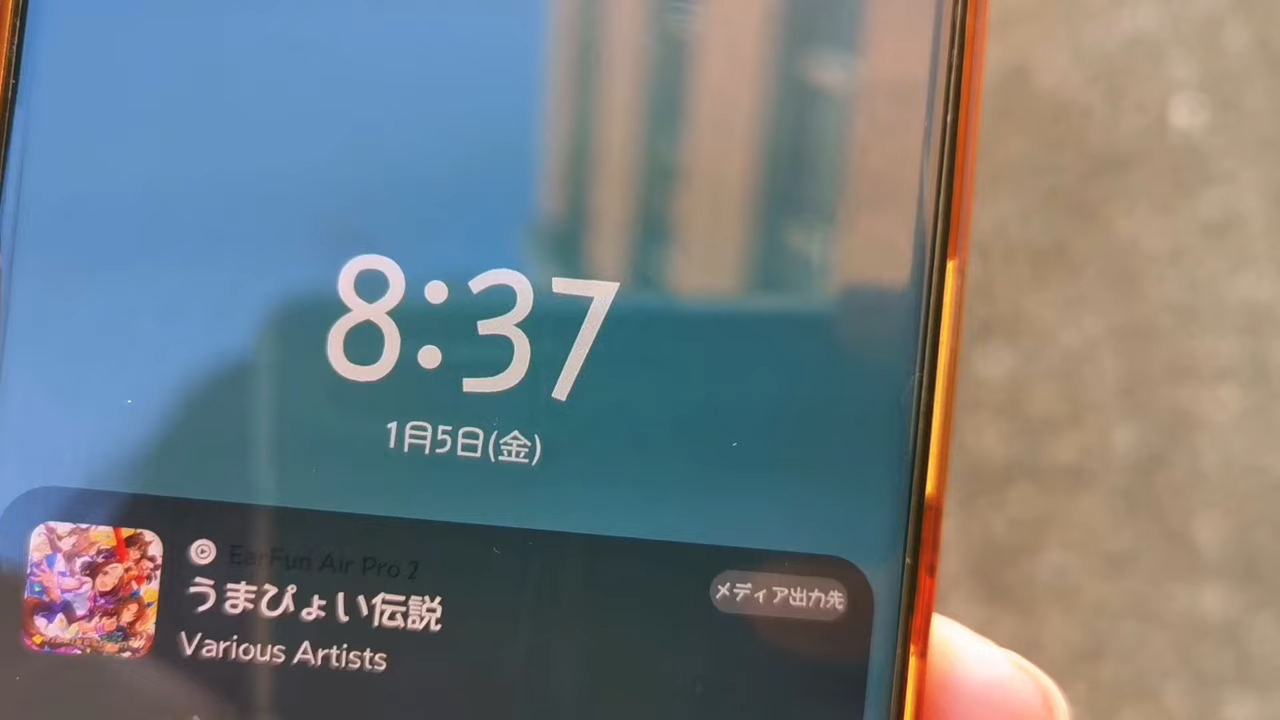 8:37
1月5日(金)
EarFun Air Pro 2
うまぴょい伝説
メディア出力先
Various Artists